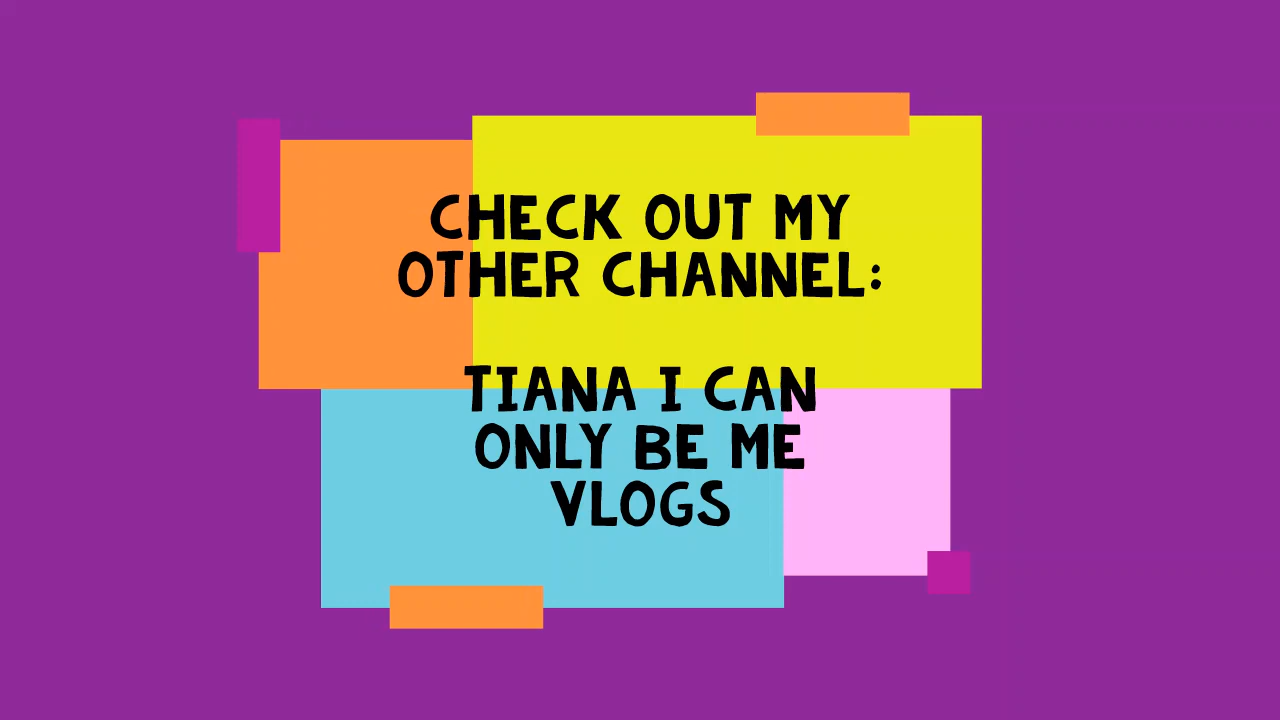 CHECK OUT MY
OTHER CHANNEL:
TIANA I CAN
ONLY BE ME
VLOGS